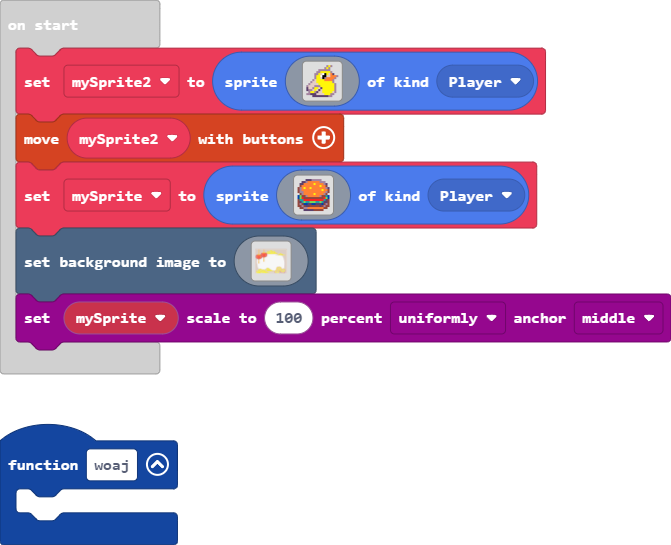 on start
set mySprite2 to sprite of kind Player
move mySprite2 with buttons
set mySprite to sprite of kind Player
set background image to
set mySprite scale to 100 percent uniformly anchor middle
function woaj